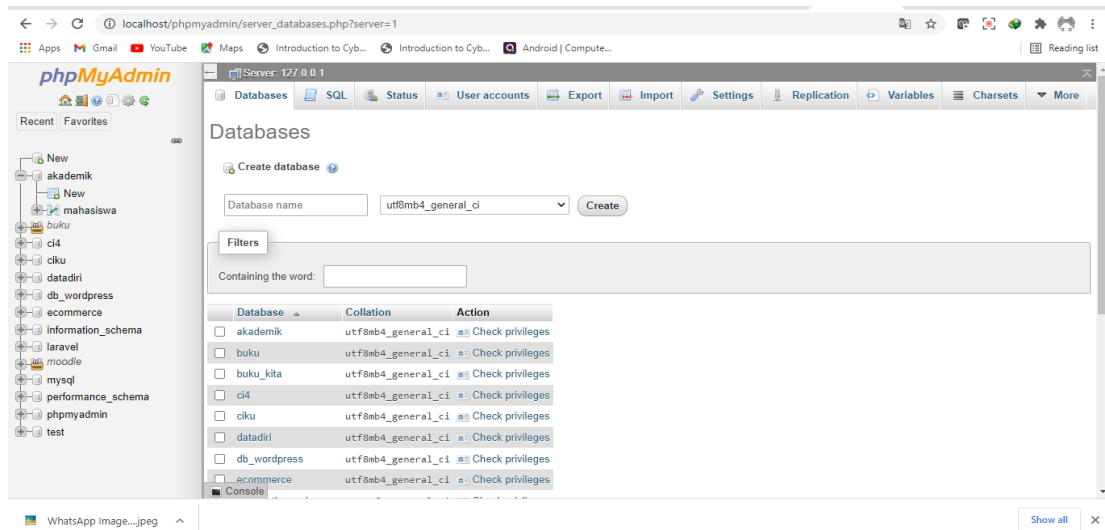 localhost/phpmyadmin/server_databases.php?server=1
Apps Gmail YouTube Maps Introduction to Cyb... Introduction to Cyb... Android | Compute... Reading list
phpMyAdmin
Recent Favorites
New
akademik
New
mahasiswa
buku
ci4
ciku
datadiri
db_wordpress
ecommerce
information_schema
laravel
moodle
mysql
performance_schema
phpmyadmin
test
Server: 127.0.0.1
Databases SQL Status User accounts Export Import Settings Replication Variables Charsets More
Databases
Create database
Database name utf8mb4_general_ci Create
Filters
Containing the word:
Database Collation Action
akademik utf8mb4_general_ci Check privileges
buku utf8mb4_general_ci Check privileges
buku_kita utf8mb4_general_ci Check privileges
ci4 utf8mb4_general_ci Check privileges
ciku utf8mb4_general_ci Check privileges
datadiri utf8mb4_general_ci Check privileges
db_wordpress utf8mb4_general_ci Check privileges
ecommerce utf8mb4_general_ci Check privileges
Console
WhatsApp Image....jpeg Show all